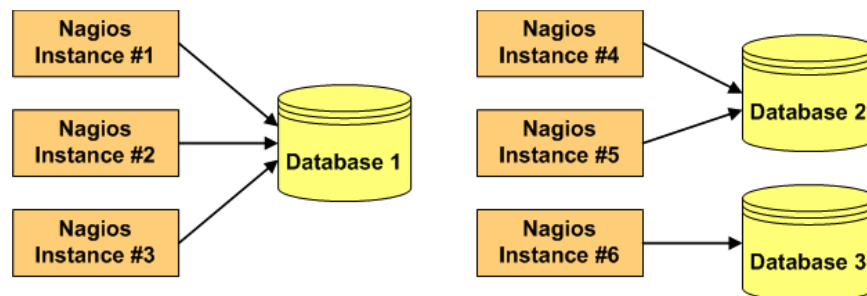 Nagios
Instance #1
Nagios
Instance #2
Nagios
Instance #3
Database 1
Nagios
Instance #4
Nagios
Instance #5
Nagios
Instance #6
Database 2
Database 3